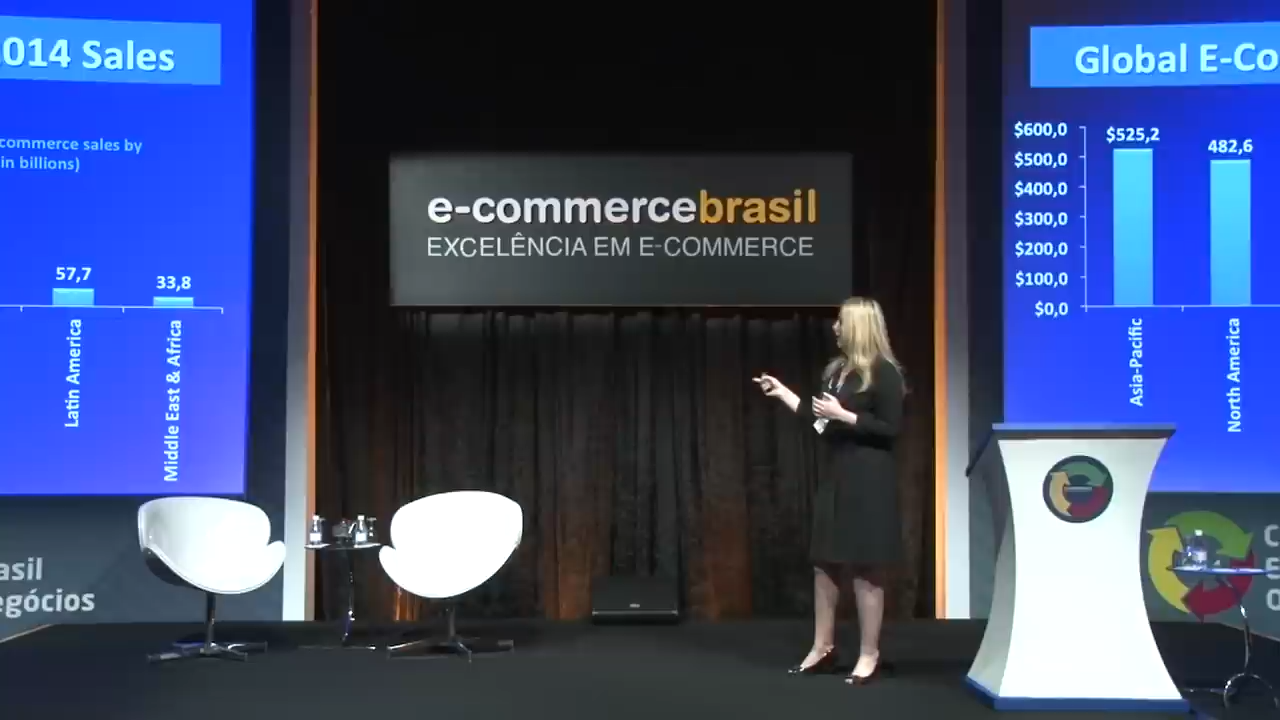 014 Sales
commerce sales by
in billions)
57,7
33,8
Latin America
Middle East & Africa
asil
egócios
e-commercebrasil
EXCELÊNCIA EM E-COMMERCE
Global E-Co
$600,0
$500,0
$400,0
$300,0
$200,0
$100,0
$0,0
$525,2
482,6
Asia-Pacific
North America
C
E
O